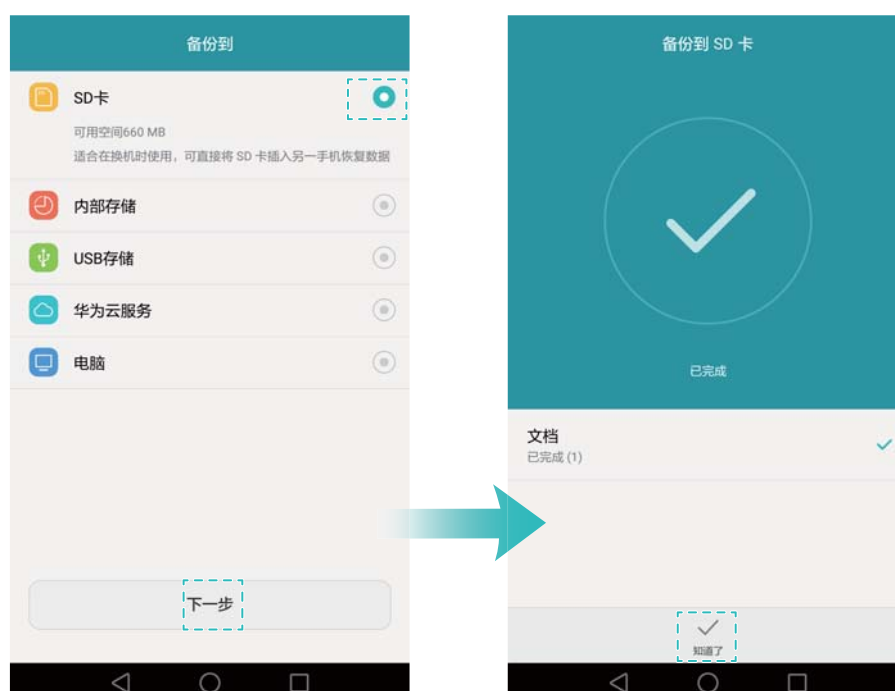 备份到
SD卡
可用空间660 MB
适合在换机时使用，可直接将 SD 卡插入另一手机恢复数据
内部存储
USB存储
华为云服务
电脑
下一步
备份到 SD 卡
已完成
文档
已完成 (1)
知道了